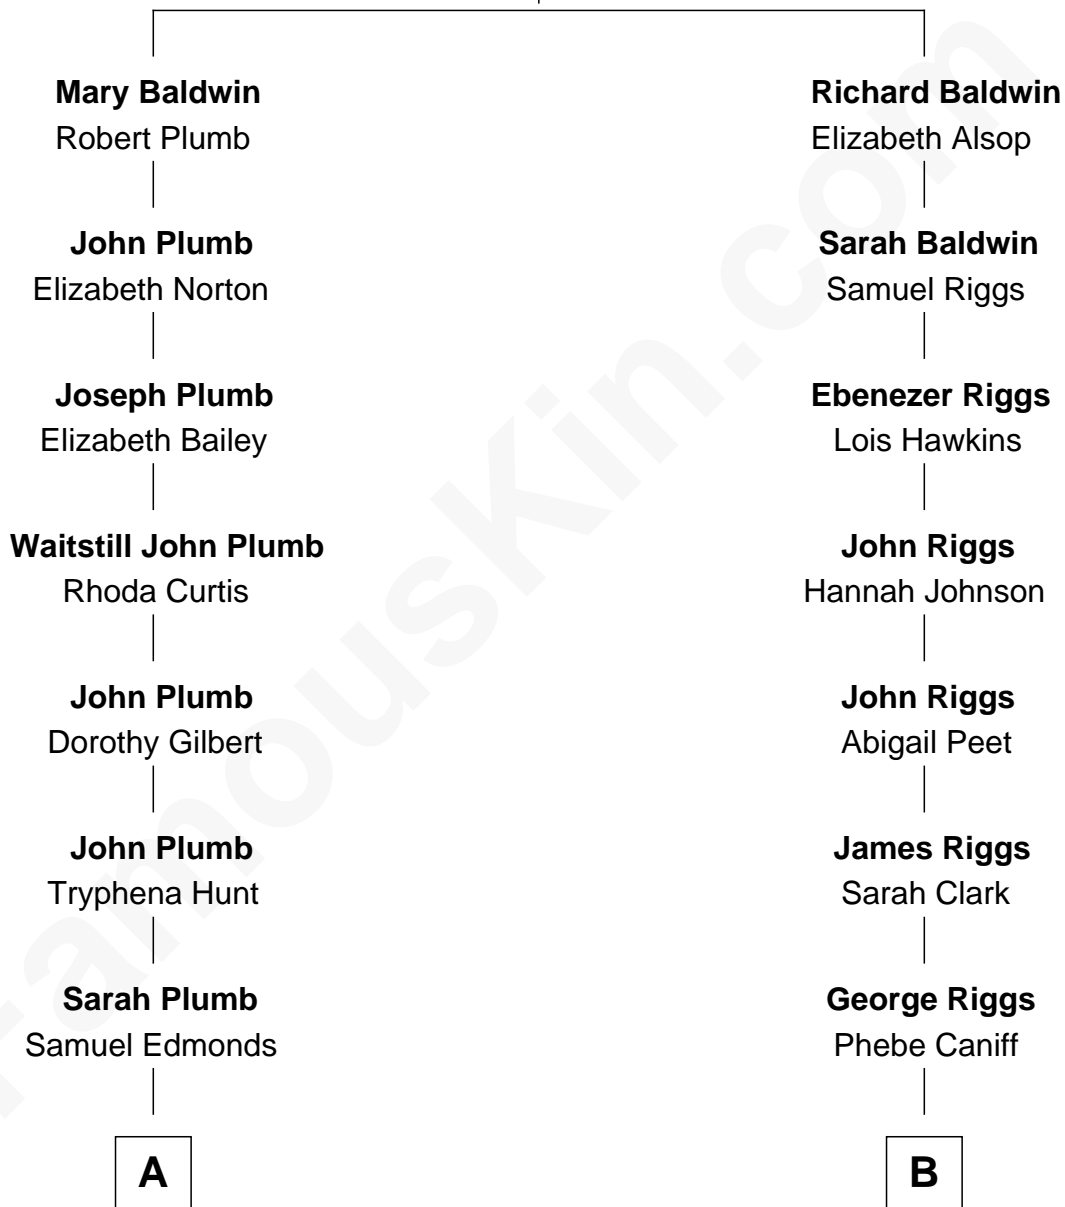 Mary Baldwin
Robert Plumb
John Plumb
Elizabeth Norton
Joseph Plumb
Elizabeth Bailey
Waitstill John Plumb
Rhoda Curtis
John Plumb
Dorothy Gilbert
John Plumb
Tryphena Hunt
Sarah Plumb
Samuel Edmonds
A
Richard Baldwin
Elizabeth Alsop
Sarah Baldwin
Samuel Riggs
Ebenezer Riggs
Lois Hawkins
John Riggs
Hannah Johnson
John Riggs
Abigail Peet
James Riggs
Sarah Clark
George Riggs
Phebe Caniff
B
FamousKin.com